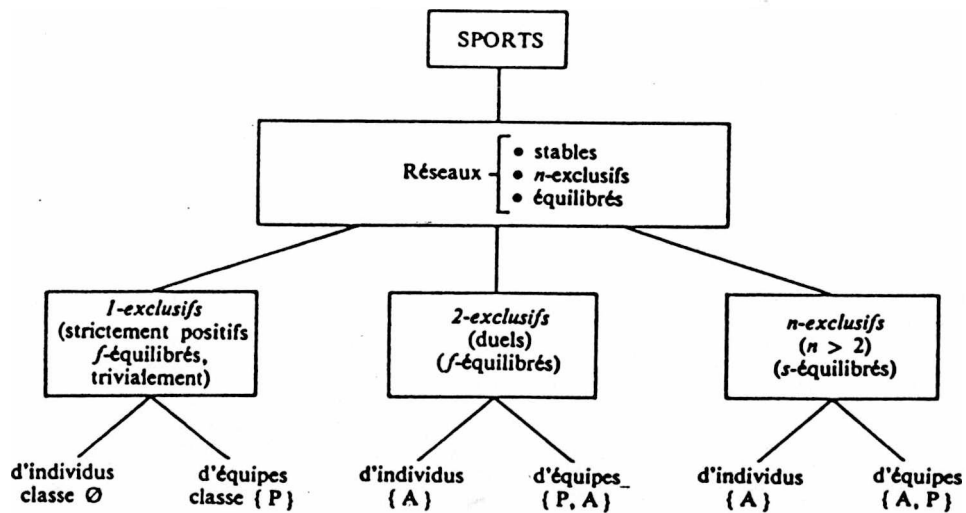 SPORTS
Réseaux
• stables
• n-exclusifs
• équilibrés
1-exclusifs
(strictement positifs
f-équilibrés,
trivialement)
2-exclusifs
(duels)
(f-équilibrés)
n-exclusifs
(n > 2)
(s-équilibrés)
d'individus
classe Ø
d'équipes
classe { P }
d'individus
{ A }
d'équipes
{ P, A }
d'individus
{ A }
d'équipes
{ A, P }